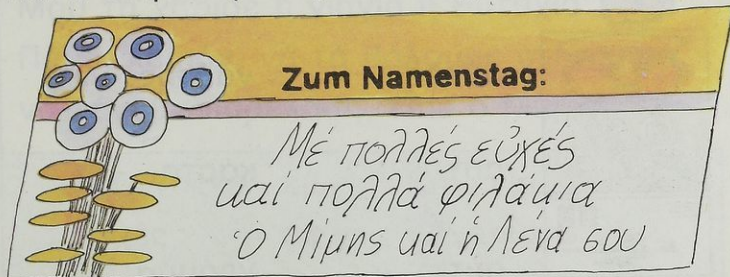 Zum Namenstag:
Μέ πολλές εὐχές
καί πολλά φιλάκια
Ὁ Μίμης καί ἡ Λένα σου